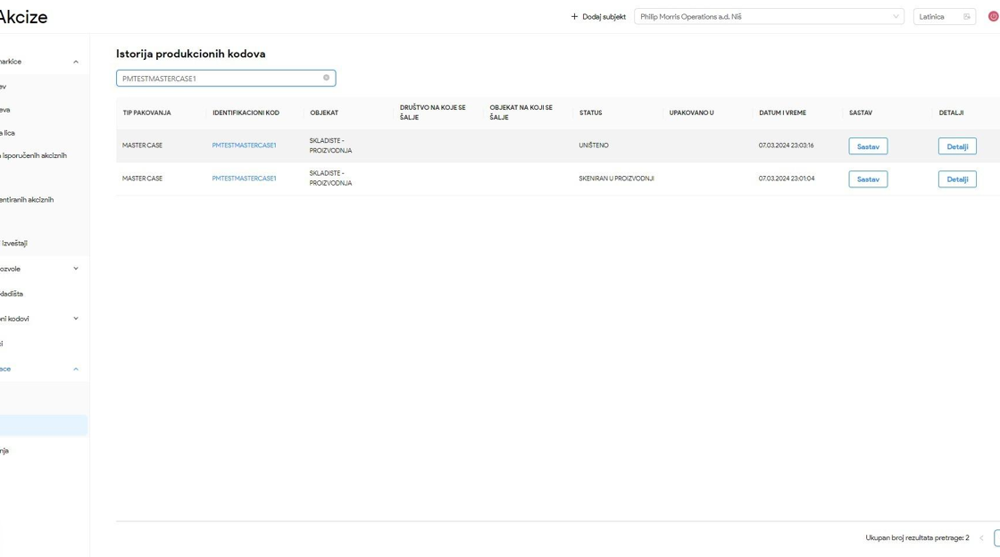 Akcize
Dodaj subjekt
Philip Morris Operations a.d. Niš
Latinica
Istorija produkcionih kodova
PMTESTMASTERCASE1
TIP PAKOVANJA IDENTIFIKACIONI KOD OBJEKAT DRUŠTVO NA KOJE SE ŠALJE OBJEKAT NA KOJI SE ŠALJE STATUS UPAKOVANO U DATUM I VREME SASTAV DETALJI
MASTER CASE PMTESTMASTERCASE1 SKLADISTE - PROIZVODNJA UNIŠTENO 07.03.2024 23:03:16 Sastav Detalji
MASTER CASE PMTESTMASTERCASE1 SKLADISTE - PROIZVODNJA SKENIRAN U PROIZVODNJI 07.03.2024 23:01:04 Sastav Detalji
narkice
ev
eva
a lica
isporučenih akciznih
entiranih akciznih
izveštaji
ozvole
kladišta
ni kodovi
ci
ace
nja
Ukupan broj rezultata pretrage: 2